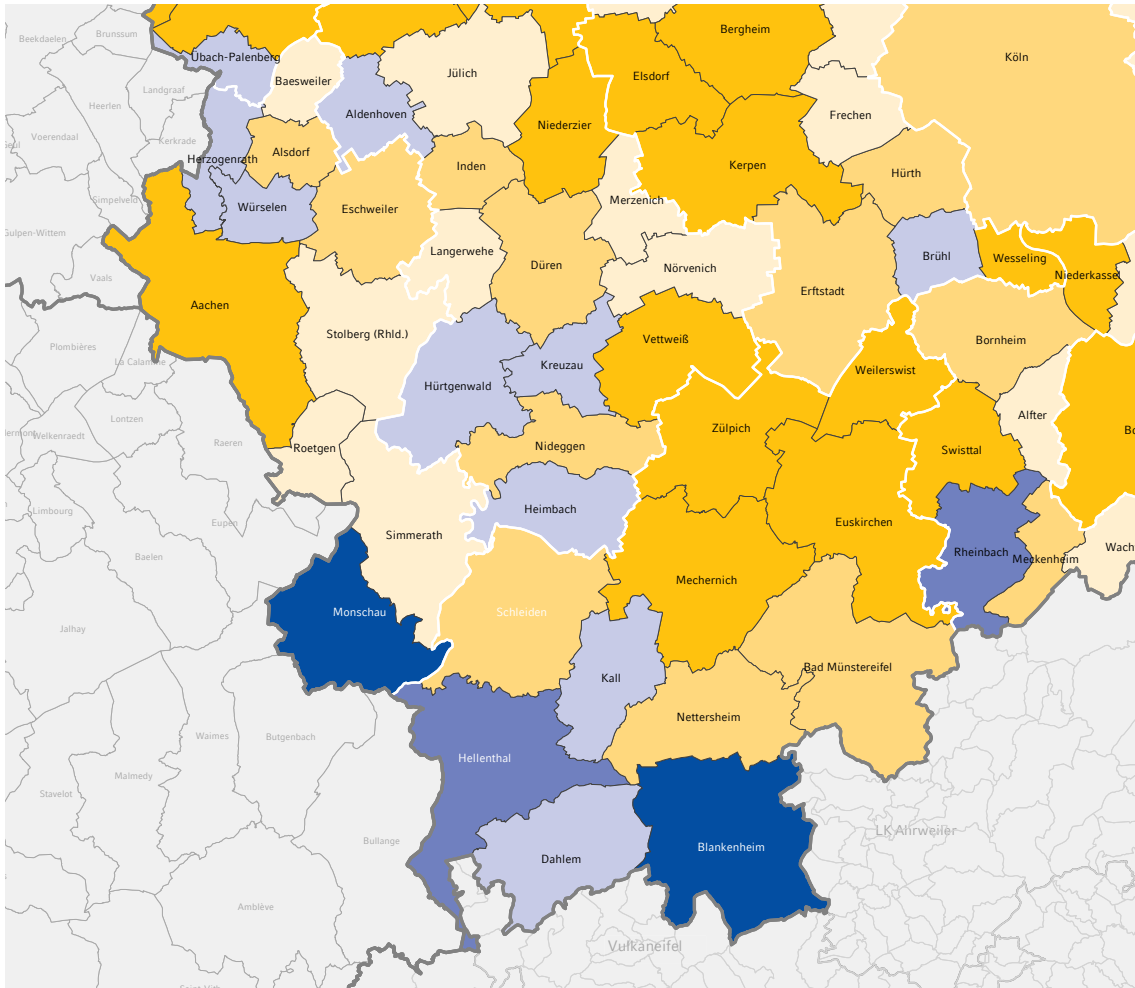 Bergheim
Brunssum
Beekdaelen
Übach-Palenberg
Köln
Jülich
Elsdorf
Baesweiler
Landgraaf
Heerlen
Aldenhoven
Frechen
Niederzier
Voerendaal
Kerkrade
Alsdorf
Herzogenrath
Inden
Kerpen
Hürth
Simpelveld
Merzenich
Würselen
Eschweiler
Gulpen-Wittem
Langerwehe
Brühl
Wesseling
Düren
Nörvenich
Niederkassel
Vaals
Erftstadt
Aachen
Stolberg (Rhld.)
Vettweiß
Bornheim
Plombières
La Calamine
Kreuzau
Weilerswist
Hürtgenwald
Alfter
Lontzen
Zülpich
Welkenraedt
Raeren
Roetgen
Nideggen
Swisttal
Limbourg
Heimbach
Eupen
Euskirchen
Simmerath
Baelen
Rheinbach
Meckenheim
Mechernich
Monschau
Schleiden
Jalhay
Bad Münstereifel
Kall
Nettersheim
Waimes
Butgenbach
Hellenthal
Malmedy
Stavelot
LK Ahrweiler
Bullange
Blankenheim
Dahlem
Amblève
Vulkaneifel